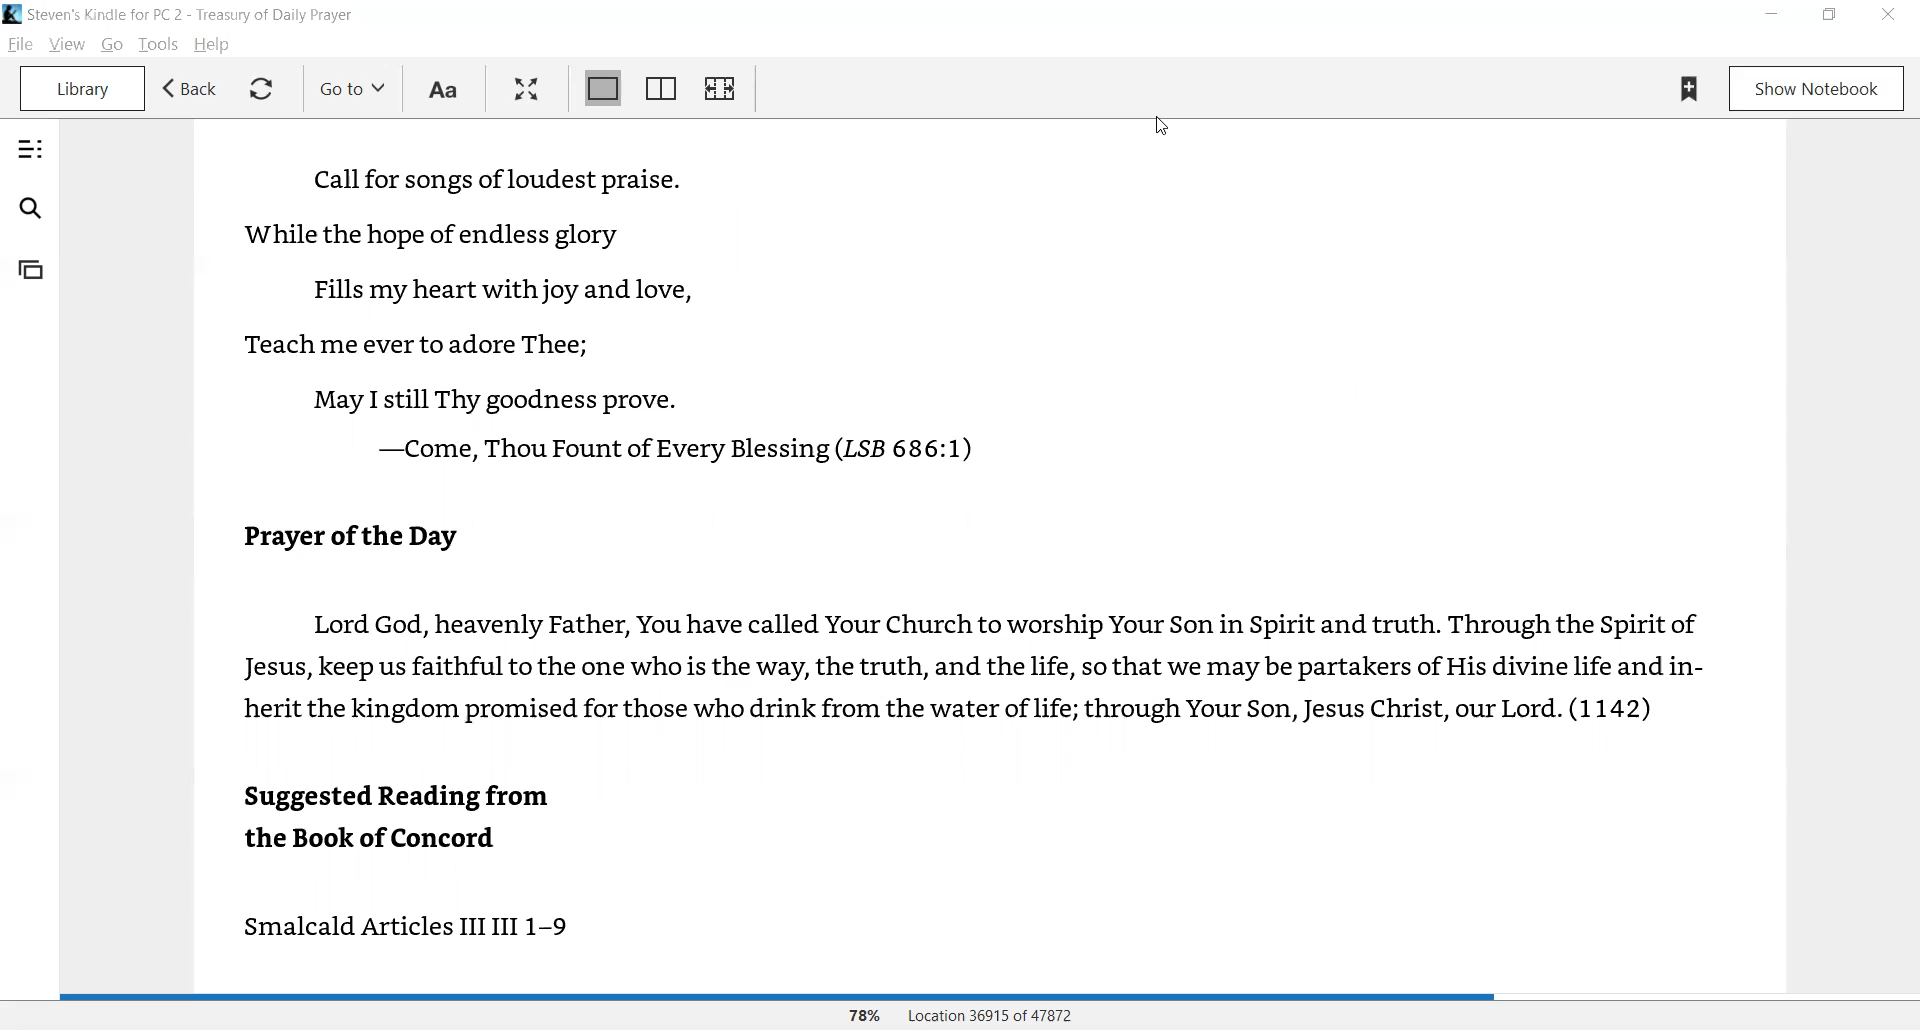 Steven's Kindle for PC 2 - Treasury of Daily Prayer
File View Go Tools Help
Library Back Go to Aa Show Notebook
Call for songs of loudest praise.
While the hope of endless glory
Fills my heart with joy and love,
Teach me ever to adore Thee;
May I still Thy goodness prove.
—Come, Thou Fount of Every Blessing (LSB 686:1)
Prayer of the Day
Lord God, heavenly Father, You have called Your Church to worship Your Son in Spirit and truth. Through the Spirit of
Jesus, keep us faithful to the one who is the way, the truth, and the life, so that we may be partakers of His divine life and in-
herit the kingdom promised for those who drink from the water of life; through Your Son, Jesus Christ, our Lord. (1142)
Suggested Reading from
the Book of Concord
Smalcald Articles III III 1–9
78% Location 36915 of 47872